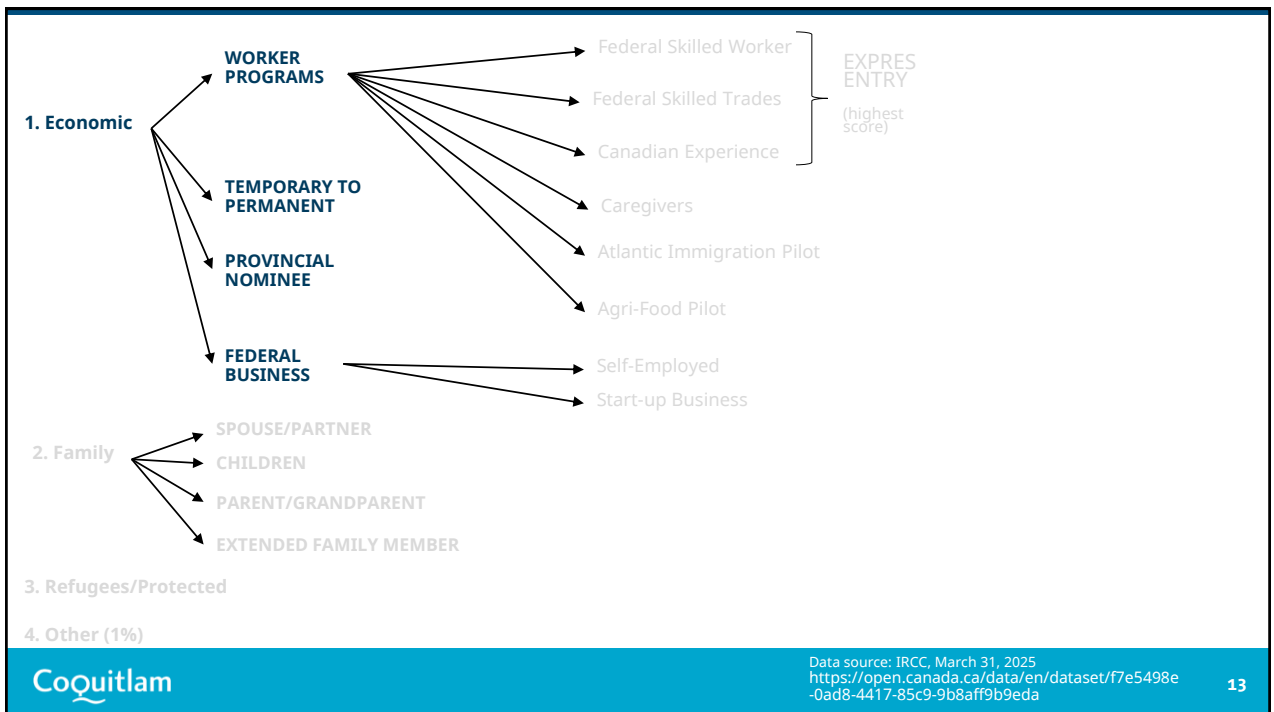 1. Economic
WORKER
PROGRAMS
TEMPORARY TO
PERMANENT
PROVINCIAL
NOMINEE
FEDERAL
BUSINESS
Federal Skilled Worker
Federal Skilled Trades
Canadian Experience
Caregivers
Atlantic Immigration Pilot
Agri-Food Pilot
Self-Employed
Start-up Business
EXPRES
ENTRY
(highest
score)
2. Family
SPOUSE/PARTNER
CHILDREN
PARENT/GRANDPARENT
EXTENDED FAMILY MEMBER
3. Refugees/Protected
4. Other (1%)
Coquitlam
Data source: IRCC, March 31, 2025
https://open.canada.ca/data/en/dataset/f7e5498e
-0ad8-4417-85c9-9b8aff9b9eda
13